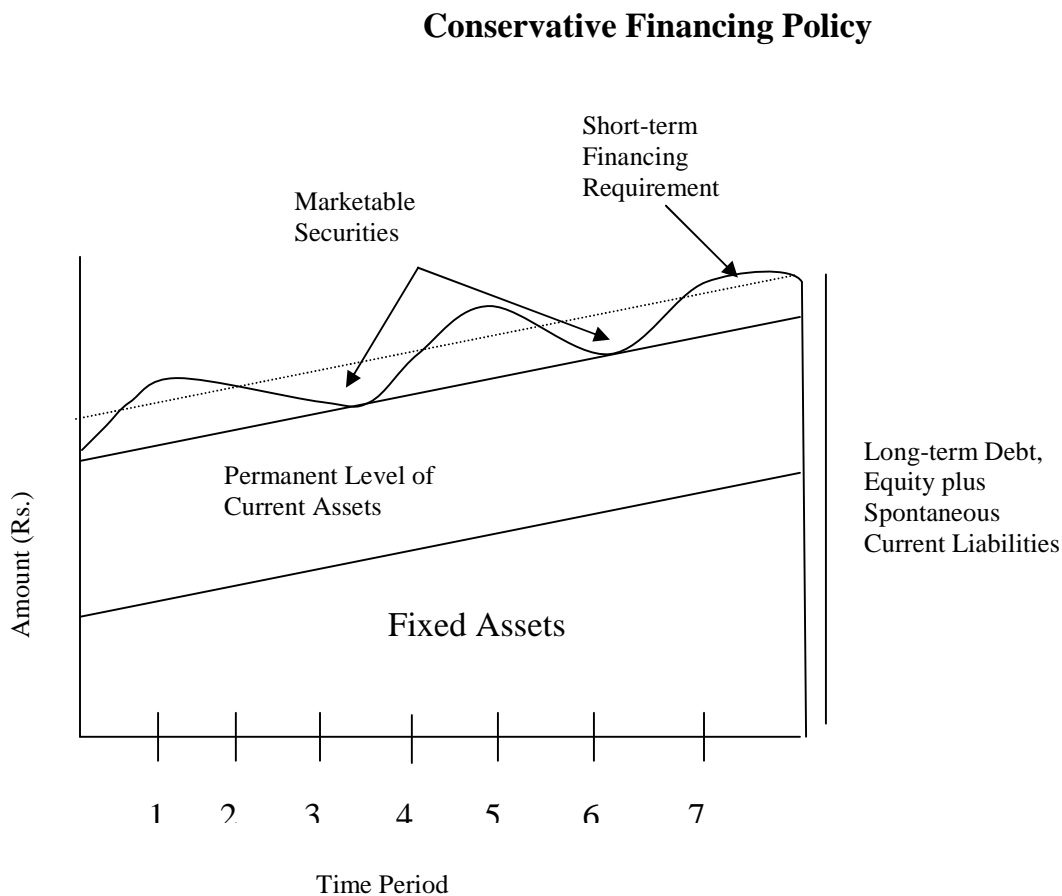 Conservative Financing Policy
Short-term
Financing
Requirement
Marketable
Securities
Permanent Level of
Current Assets
Long-term Debt,
Equity plus
Spontaneous
Current Liabilities
Amount (Rs.)
Fixed Assets
1 2 3 4 5 6 7
Time Period